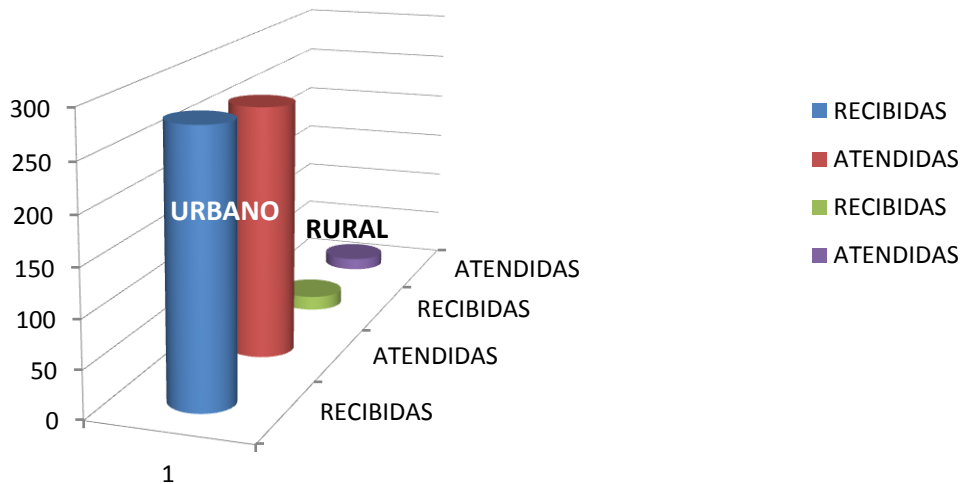 300
250
200
150
100
50
0
URBANO
RURAL
ATENDIDAS
RECIBIDAS
ATENDIDAS
RECIBIDAS
1
RECIBIDAS
ATENDIDAS
RECIBIDAS
ATENDIDAS